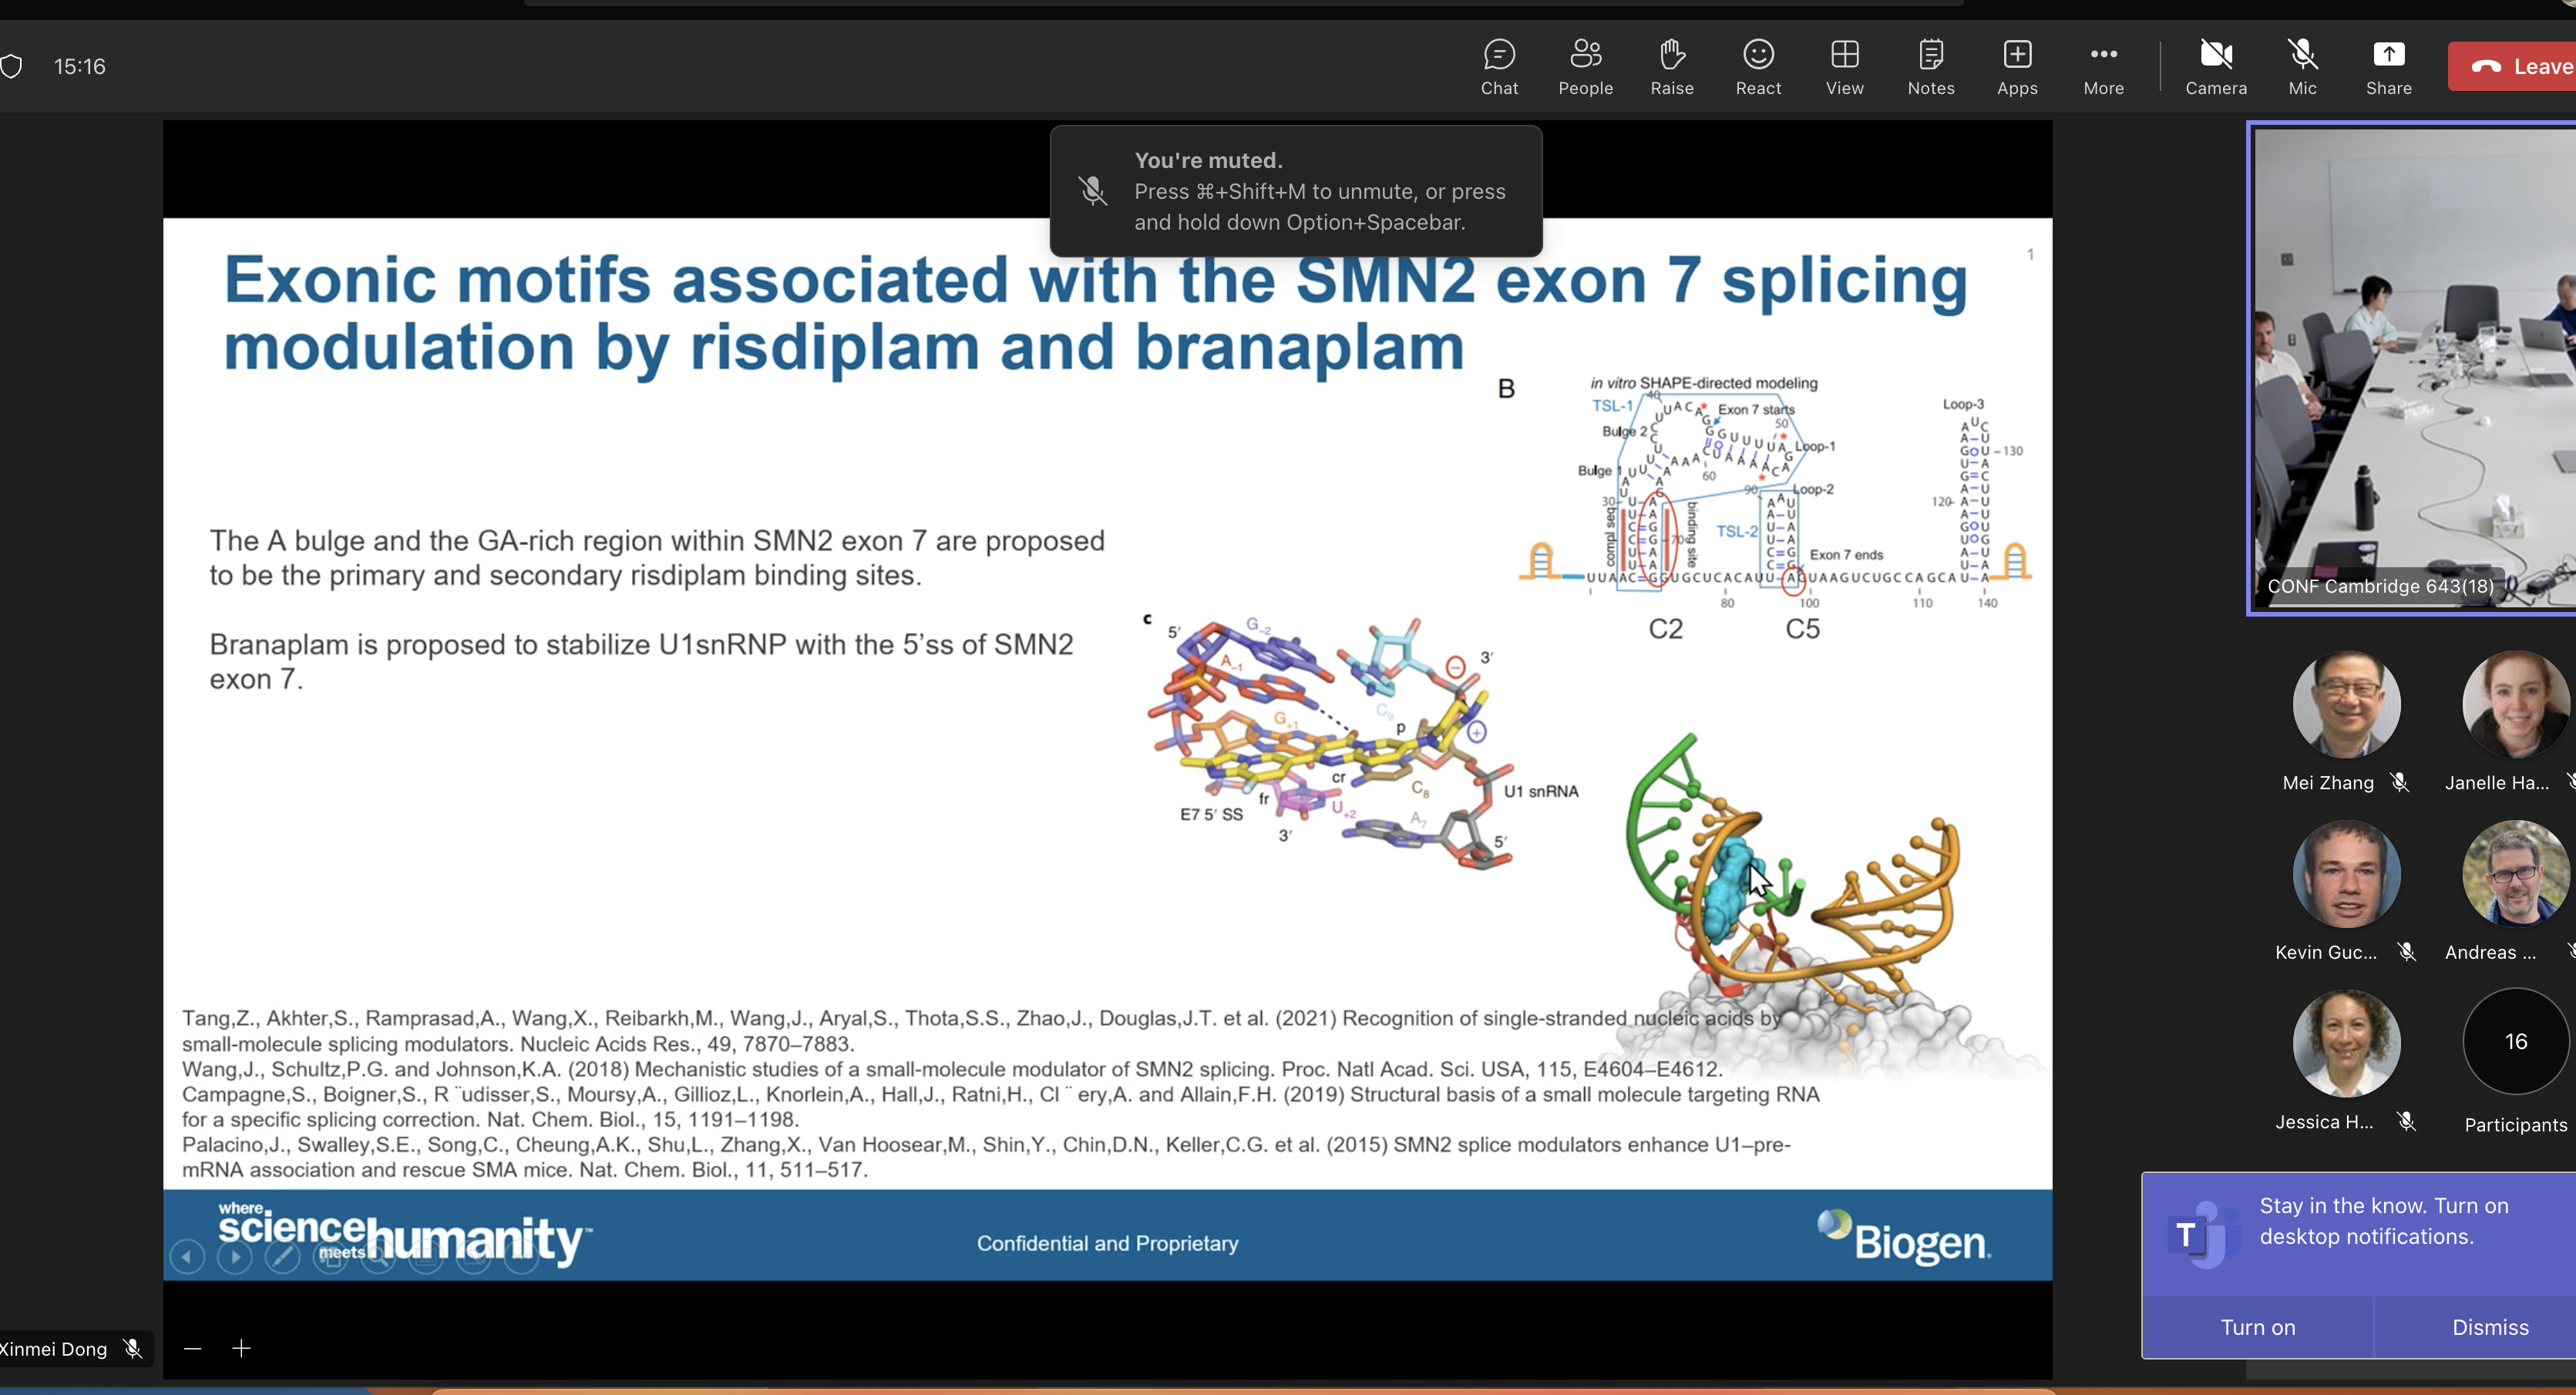 15:16
Chat
People
Raise
React
View
Notes
Apps
More
Camera
Mic
Share
Leave
You're muted.
Press ⌘+Shift+M to unmute, or press
and hold down Option+Spacebar.
1
Exonic motifs associated with the SMN2 exon 7 splicing
modulation by risdiplam and branaplam
The A bulge and the GA-rich region within SMN2 exon 7 are proposed
to be the primary and secondary risdiplam binding sites.
Branaplam is proposed to stabilize U1snRNP with the 5'ss of SMN2
exon 7.
B
in vitro SHAPE-directed modeling
TSL-1
40
Exon 7 starts
50
Bulge 2
Loop-1
Bulge 1
60
30
90
Loop-2
compl seq
70
binding site
TSL-2
Exon 7 ends
Loop-3
130
120
UUAAC=GGUGCUCACAUU-AGUAAGUCUGCCAGCAU-A
80
100
110
140
C2
C5
c
5'
G-2
A-1
G+1
C9
3'
p
cr
fr
C8
U+2
A7
U1 snRNA
E7 5' SS
3'
5'
Tang,Z., Akhter,S., Ramprasad,A., Wang,X., Reibarkh,M., Wang,J., Aryal,S., Thota,S.S., Zhao,J., Douglas,J.T. et al. (2021) Recognition of single-stranded nucleic acids by
small-molecule splicing modulators. Nucleic Acids Res., 49, 7870–7883.
Wang,J., Schultz,P.G. and Johnson,K.A. (2018) Mechanistic studies of a small-molecule modulator of SMN2 splicing. Proc. Natl Acad. Sci. USA, 115, E4604–E4612.
Campagne,S., Boigner,S., R ¨udisser,S., Moursy,A., Gillioz,L., Knorlein,A., Hall,J., Ratni,H., Cl ¨ ery,A. and Allain,F.H. (2019) Structural basis of a small molecule targeting RNA
for a specific splicing correction. Nat. Chem. Biol., 15, 1191–1198.
Palacino,J., Swalley,S.E., Song,C., Cheung,A.K., Shu,L., Zhang,X., Van Hoosear,M., Shin,Y., Chin,D.N., Keller,C.G. et al. (2015) SMN2 splice modulators enhance U1–pre-
mRNA association and rescue SMA mice. Nat. Chem. Biol., 11, 511–517.
where
science
meets
humanity™
Confidential and Proprietary
Biogen.
CONF Cambridge 643(18)
Mei Zhang
Janelle Ha...
Kevin Guc...
Andreas ...
Jessica H...
16
Participants
Stay in the know. Turn on
desktop notifications.
Turn on
Dismiss
Xinmei Dong